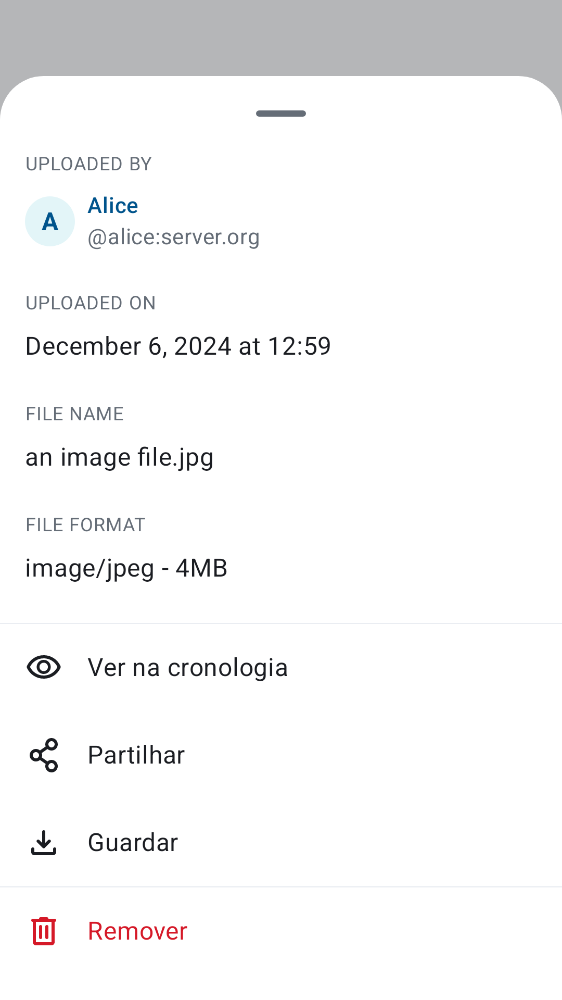 UPLOADED BY
A
Alice
@alice:server.org
UPLOADED ON
December 6, 2024 at 12:59
FILE NAME
an image file.jpg
FILE FORMAT
image/jpeg - 4MB
Ver na cronologia
Partilhar
Guardar
Remover